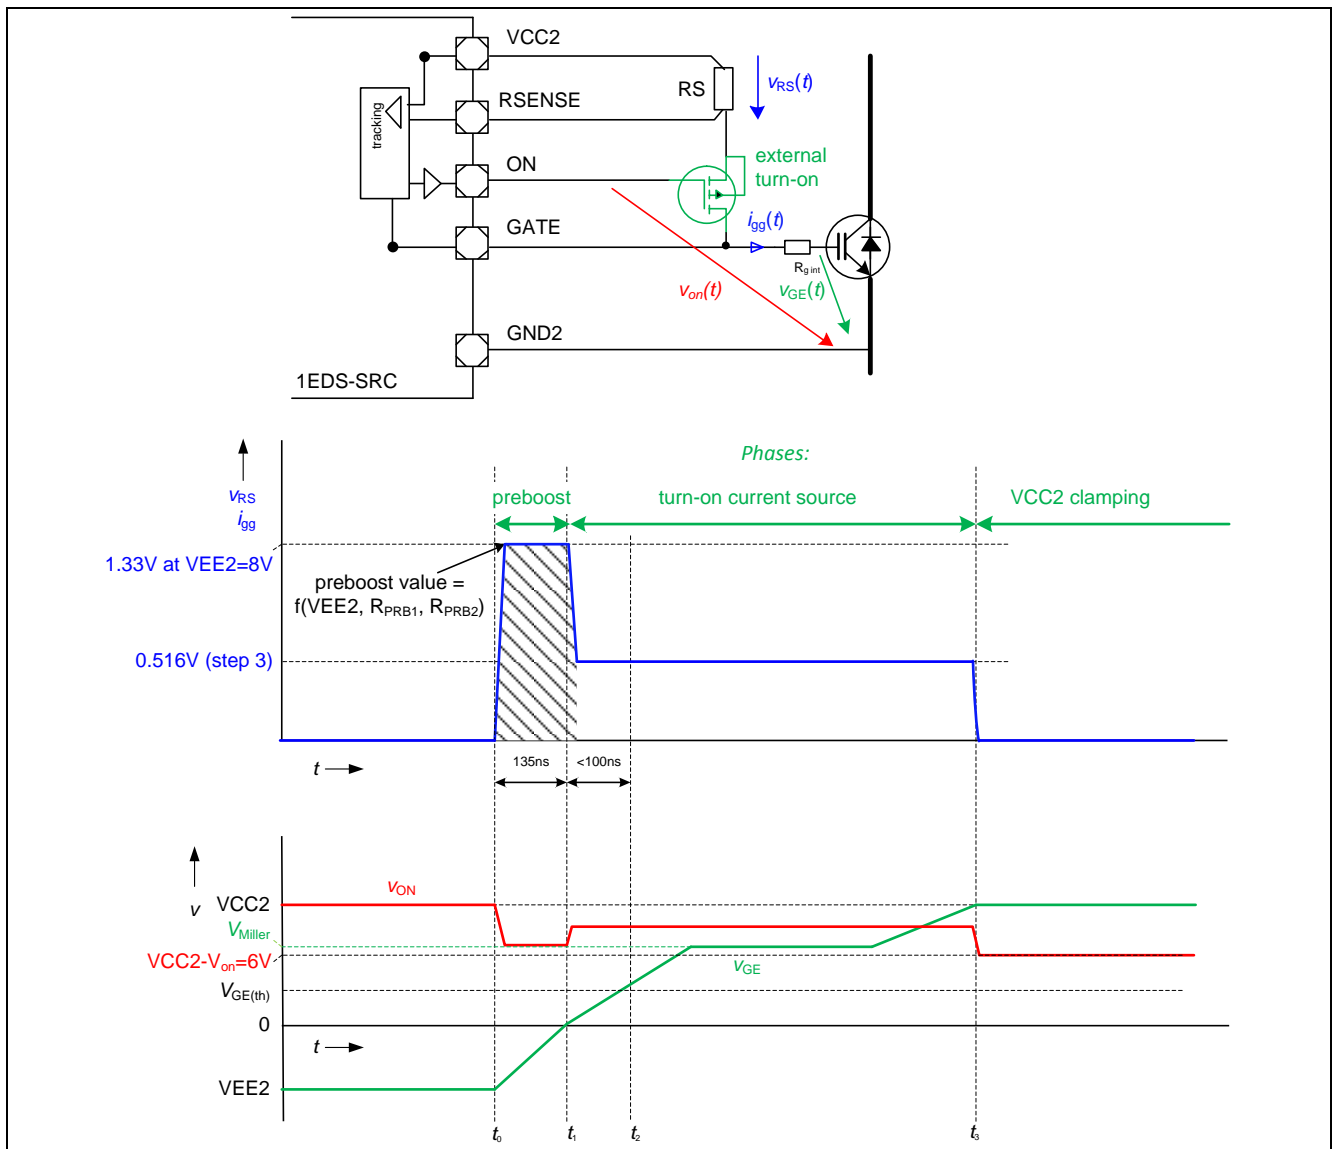 VCC2
RSENSE
ON
GATE
GND2
1EDS-SRC
tracking
RS
vRS(t)
external
turn-on
igg(t)
Rg int
von(t)
vGE(t)
Phases:
preboost
turn-on current source
VCC2 clamping
vRS
igg
1.33V at VEE2=8V
preboost value =
f(VEE2, RPRB1, RPRB2)
0.516V (step 3)
t
135ns
<100ns
v
VCC2
vON
VMiller
VCC2-Von=6V
vGE
VGE(th)
0
t
VEE2
t0
t1
t2
t3